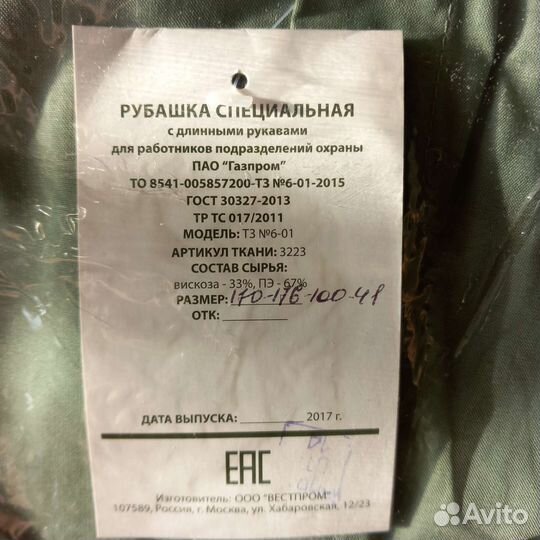 РУБАШКА СПЕЦИАЛЬНАЯ
с длинными рукавами
для работников подразделений охраны
ПАО "Газпром"
ТО 8541-005857200-ТЗ №6-01-2015
ГОСТ 30327-2013
ТР ТС 017/2011
МОДЕЛЬ: ТЗ №6-01
АРТИКУЛ ТКАНИ: 3223
СОСТАВ СЫРЬЯ:
вискоза - 33%, ПЭ - 67%
РАЗМЕР: 170-176-100-41
ОТК:
ДАТА ВЫПУСКА: 2017 г.
ЕАС
Изготовитель: ООО "ВЕСТПРОМ"
107589, Россия, г. Москва, ул. Хабаровская, 12/23
Avito